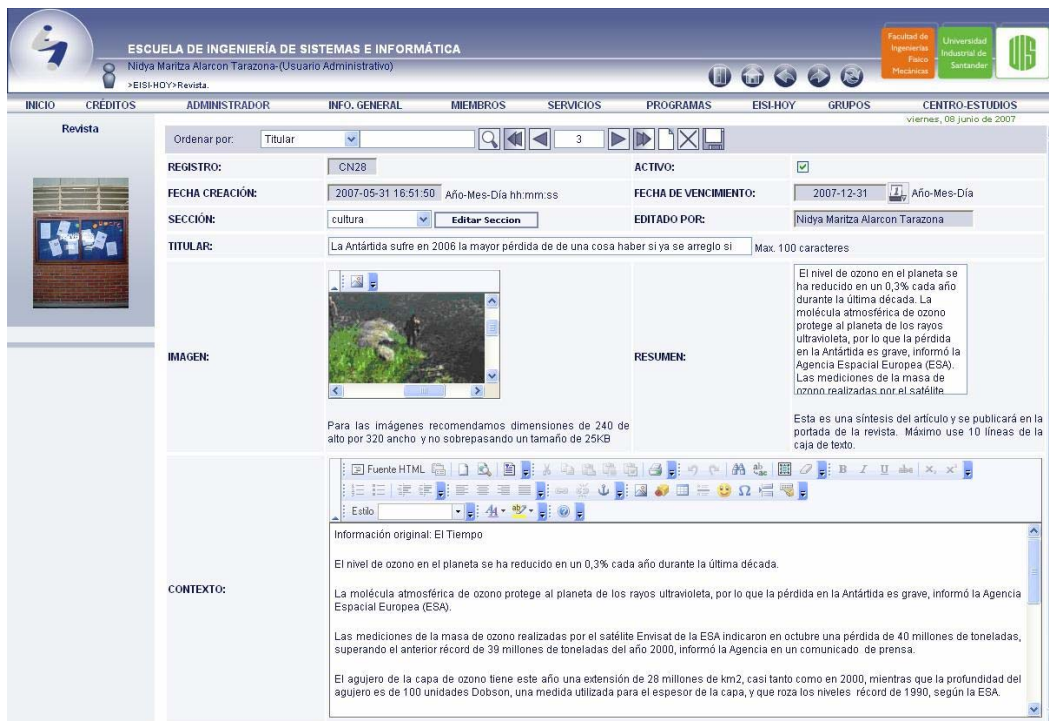 ESCUELA DE INGENIERÍA DE SISTEMAS E INFORMÁTICA
Nidya Maritza Alarcon Tarazona-(Usuario Administrativo)
>EISI-HOY>Revista.
Facultad de
Ingenierías
Fisico
Mecánicas
Universidad
Industrial de
Santander
INICIO CRÉDITOS ADMINISTRADOR INFO. GENERAL MIEMBROS SERVICIOS PROGRAMAS EISI-HOY GRUPOS CENTRO-ESTUDIOS
viernes, 08 junio de 2007
Revista
Ordenar por: Titular 3
REGISTRO: CN28 ACTIVO:
FECHA CREACIÓN: 2007-05-31 16:51:50 Año-Mes-Día hh:mm:ss FECHA DE VENCIMIENTO: 2007-12-31 Año-Mes-Día
SECCIÓN: cultura Editar Seccion EDITADO POR: Nidya Maritza Alarcon Tarazona
TITULAR: La Antártida sufre en 2006 la mayor pérdida de de una cosa haber si ya se arreglo si Max. 100 caracteres
IMAGEN:
Para las imágenes recomendamos dimensiones de 240 de
alto por 320 ancho y no sobrepasando un tamaño de 25KB
RESUMEN:
El nivel de ozono en el planeta se
ha reducido en un 0,3% cada año
durante la última década. La
molécula atmosférica de ozono
protege al planeta de los rayos
ultravioleta, por lo que la pérdida
en la Antártida es grave, informó la
Agencia Espacial Europea (ESA).
Las mediciones de la masa de
ozono realizadas por el satélite
Esta es una síntesis del artículo y se publicará en la
portada de la revista. Máximo use 10 líneas de la
caja de texto.
CONTEXTO:
Fuente HTML
B I U abc x, x²
Estilo
Información original: El Tiempo
El nivel de ozono en el planeta se ha reducido en un 0,3% cada año durante la última década.
La molécula atmosférica de ozono protege al planeta de los rayos ultravioleta, por lo que la pérdida en la Antártida es grave, informó la Agencia
Espacial Europea (ESA).
Las mediciones de la masa de ozono realizadas por el satélite Envisat de la ESA indicaron en octubre una pérdida de 40 millones de toneladas,
superando el anterior récord de 39 millones de toneladas del año 2000, informó la Agencia en un comunicado de prensa.
El agujero de la capa de ozono tiene este año una extensión de 28 millones de km2, casi tanto como en 2000, mientras que la profundidad del
agujero es de 100 unidades Dobson, una medida utilizada para el espesor de la capa, y que roza los niveles récord de 1990, según la ESA.